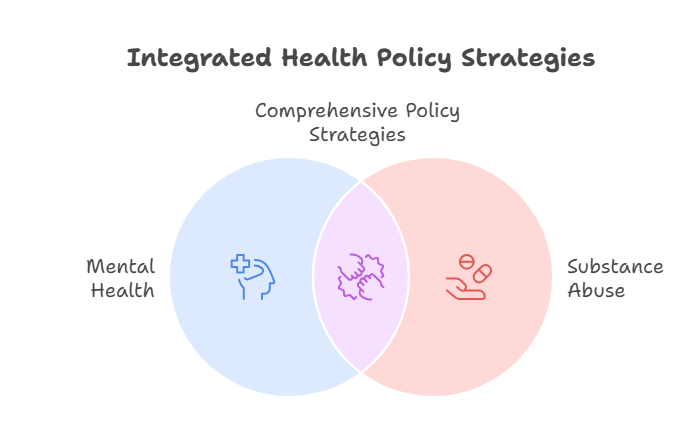 Integrated Health Policy Strategies
Comprehensive Policy
Strategies
Mental
Health
Substance
Abuse